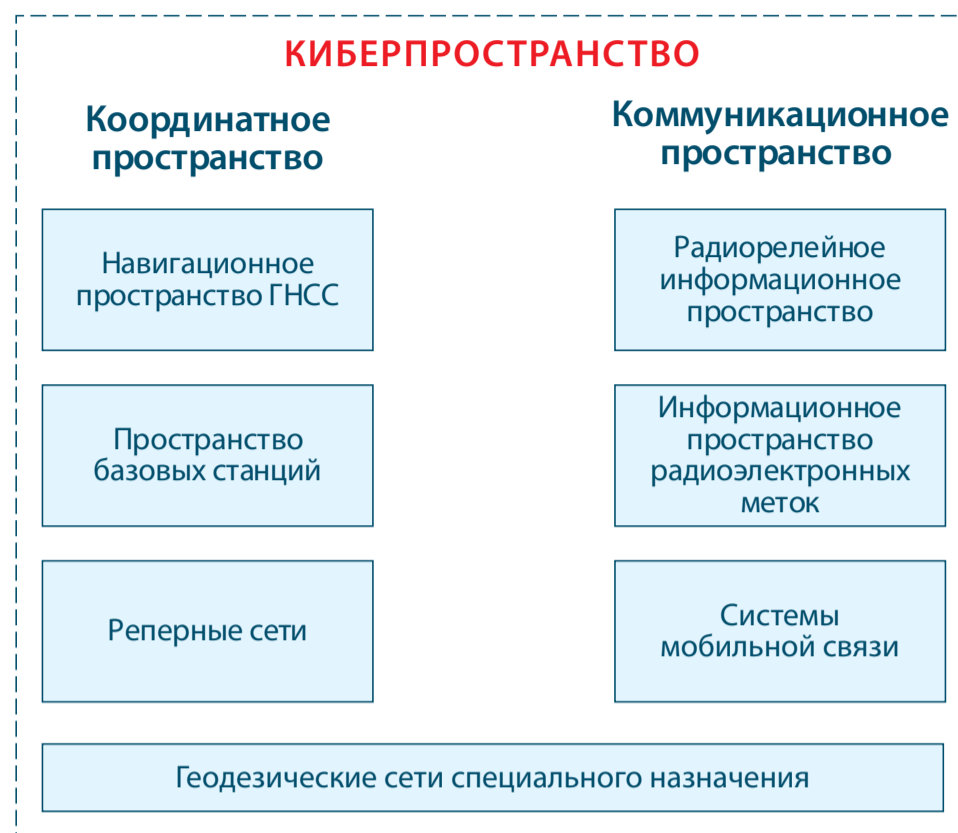 КИБЕРПРОСТРАНСТВО
Координатное
пространство
Навигационное
пространство ГНСС
Пространство
базовых станций
Реперные сети
Коммуникационное
пространство
Радиорелейное
информационное
пространство
Информационное
пространство
радиоэлектронных
меток
Системы
мобильной связи
Геодезические сети специального назначения